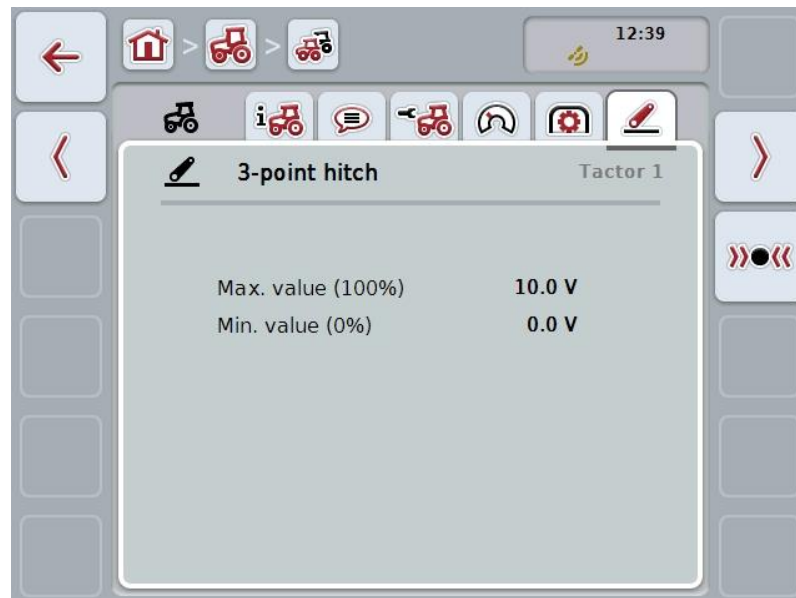 12:39
i
3-point hitch Tactor 1
Max. value (100%) 10.0 V
Min. value (0%) 0.0 V